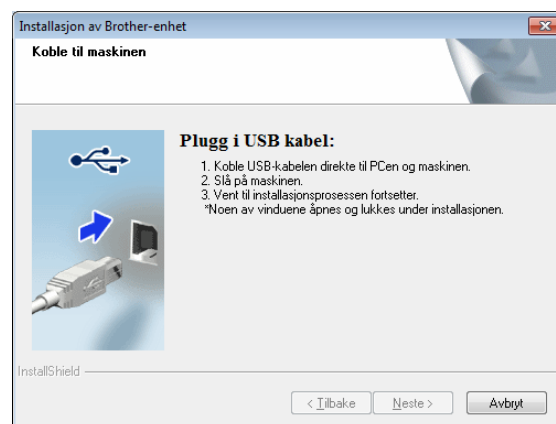 Installasjon av Brother-enhet
Koble til maskinen
Plugg i USB kabel:
1. Koble USB-kabelen direkte til PCen og maskinen.
2. Slå på maskinen.
3. Vent til installasjonsprosessen fortsetter.
*Noen av vinduene åpnes og lukkes under installasjonen.
InstallShield
< Tilbake
Neste >
Avbryt